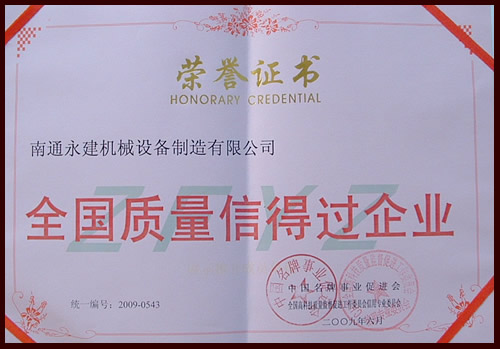 荣誉证书
HONORARY CREDENTIAL
南通永建机械设备制造有限公司
ZFYZ
全国质量信得过企业
中国名牌事业促进会
统一编号：2009-0543
二〇〇九年六月